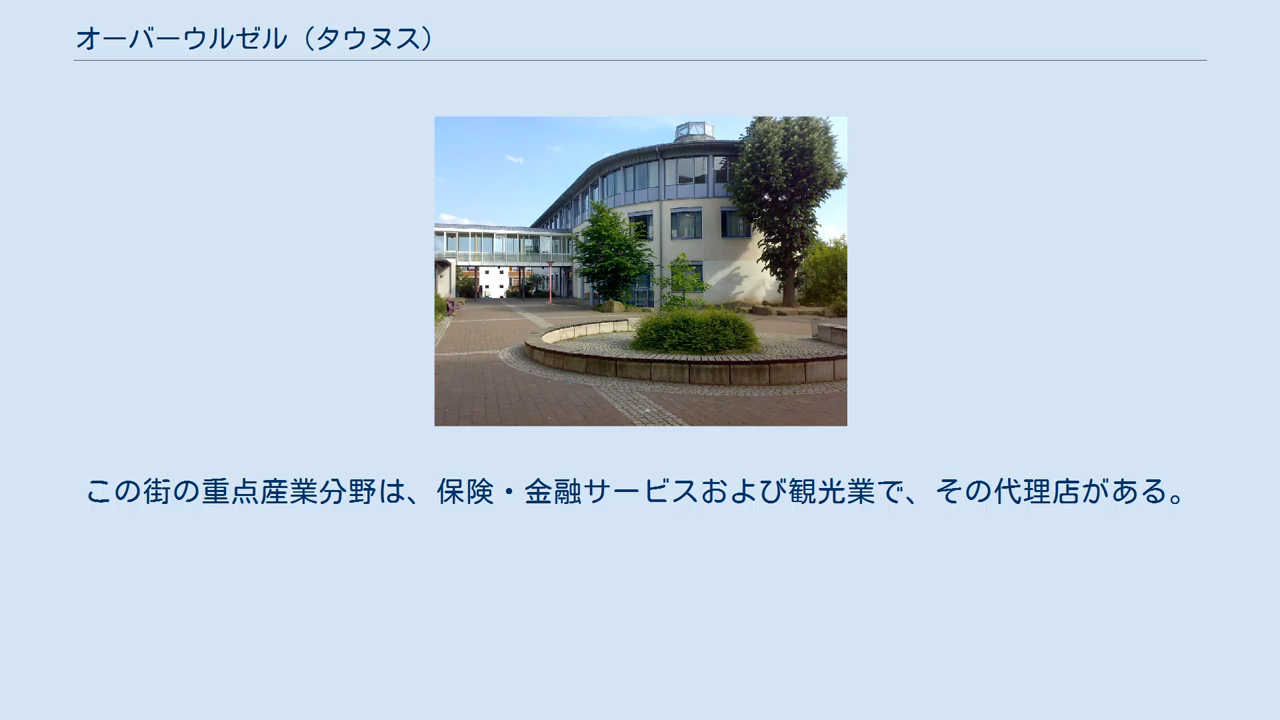 オーバーウルゼル（タウヌス）
この街の重点産業分野は、保険・金融サービスおよび観光業で、その代理店がある。